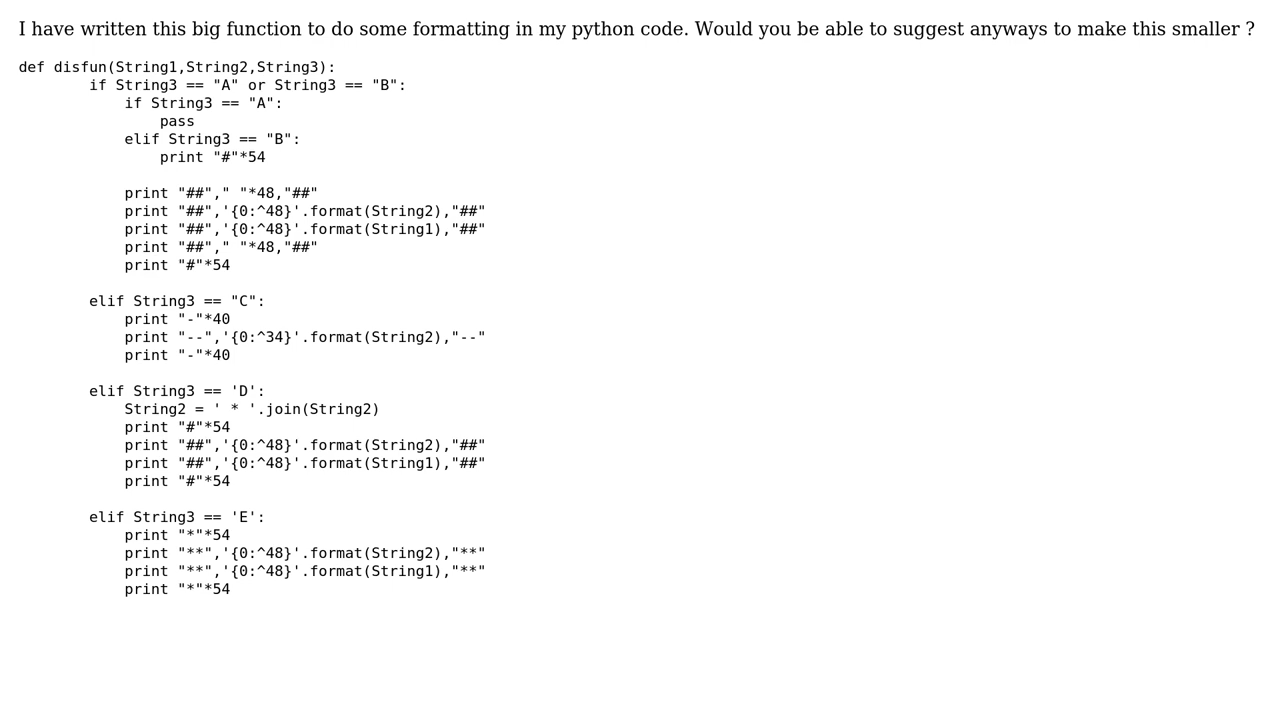 I have written this big function to do some formatting in my python code. Would you be able to suggest anyways to make this smaller ?
def disfun(String1,String2,String3):
        if String3 == "A" or String3 == "B":
            if String3 == "A":
                pass
            elif String3 == "B":
                print "#"*54

            print "##"," "*48,"##"
            print "##",'{0:^48}'.format(String2),"##"
            print "##",'{0:^48}'.format(String1),"##"
            print "##"," "*48,"##"
            print "#"*54

        elif String3 == "C":
            print "-"*40
            print "--",'{0:^34}'.format(String2),"--"
            print "-"*40

        elif String3 == 'D':
            String2 = ' * '.join(String2)
            print "#"*54
            print "##",'{0:^48}'.format(String2),"##"
            print "##",'{0:^48}'.format(String1),"##"
            print "#"*54

        elif String3 == 'E':
            print "*"*54
            print "**",'{0:^48}'.format(String2),"**"
            print "**",'{0:^48}'.format(String1),"**"
            print "*"*54